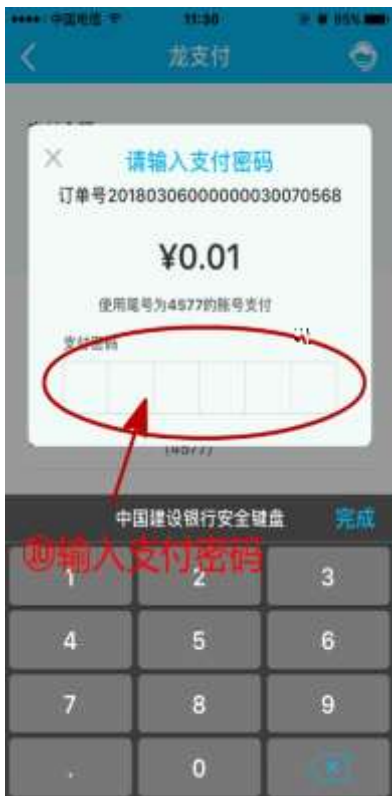 中国电信 11:30 95%
龙支付
请输入支付密码
订单号20180306000000030070568
¥0.01
使用尾号为4577的账号支付
支付密码
(4577)
中国建设银行安全键盘 完成
⑩输入支付密码
1 2 3
4 5 6
7 8 9
. 0